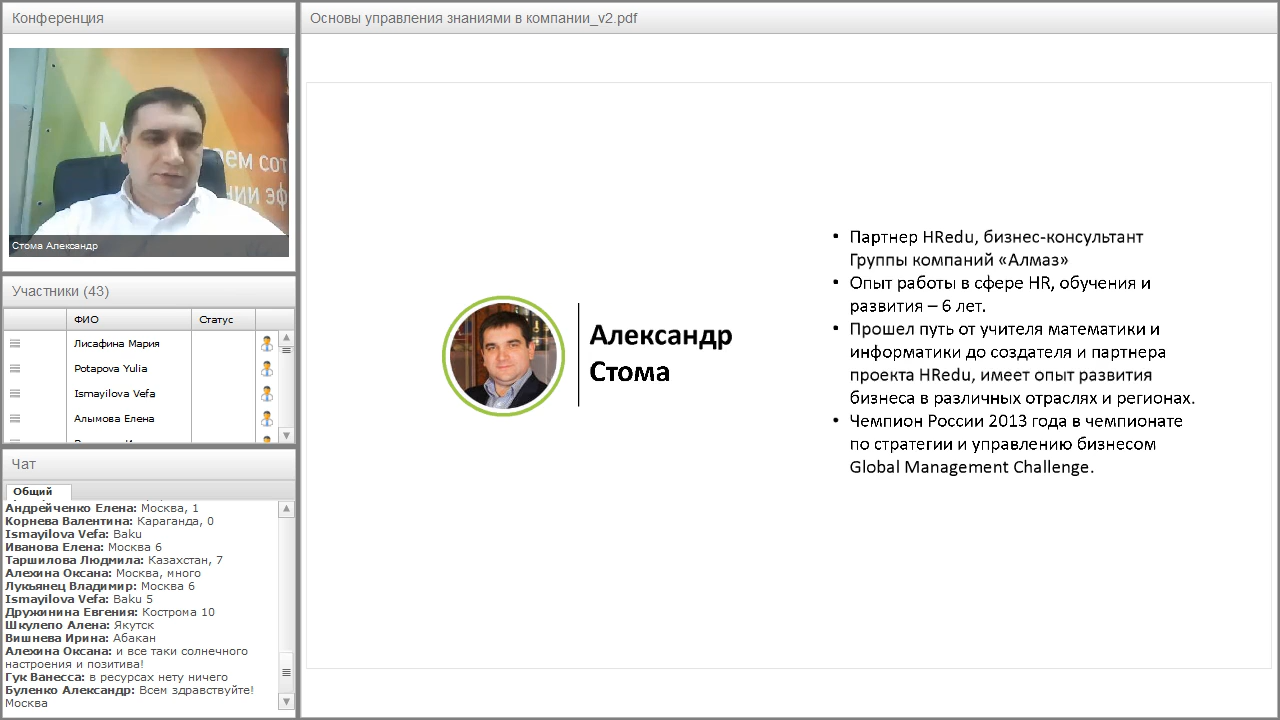 Конференция
Стома Александр
Участники (43)
ФИО
Статус
Лисафина Мария
Potapova Yulia
Ismayilova Vefa
Алымова Елена
Чат
Общий
Андрейченко Елена: Москва, 1
Корнева Валентина: Караганда, 0
Ismayilova Vefa: Baku
Иванова Елена: Москва 6
Таршилова Людмила: Казахстан, 7
Алехина Оксана: Москва, много
Лукьянец Владимир: Москва 6
Ismayilova Vefa: Baku 5
Дружинина Евгения: Кострома 10
Шкулепо Алена: Якутск
Вишнева Ирина: Абакан
Алехина Оксана: и все таки солнечного
настроения и позитива!
Гук Ванесса: в ресурсах нету ничего
Буленко Александр: Всем здравствуйте!
Москва
Основы управления знаниями в компании_v2.pdf
Александр
Стома
• Партнер HRedu, бизнес-консультант
Группы компаний «Алмаз»
• Опыт работы в сфере HR, обучения и
развития – 6 лет.
• Прошел путь от учителя математики и
информатики до создателя и партнера
проекта HRedu, имеет опыт развития
бизнеса в различных отраслях и регионах.
• Чемпион России 2013 года в чемпионате
по стратегии и управлению бизнесом
Global Management Challenge.